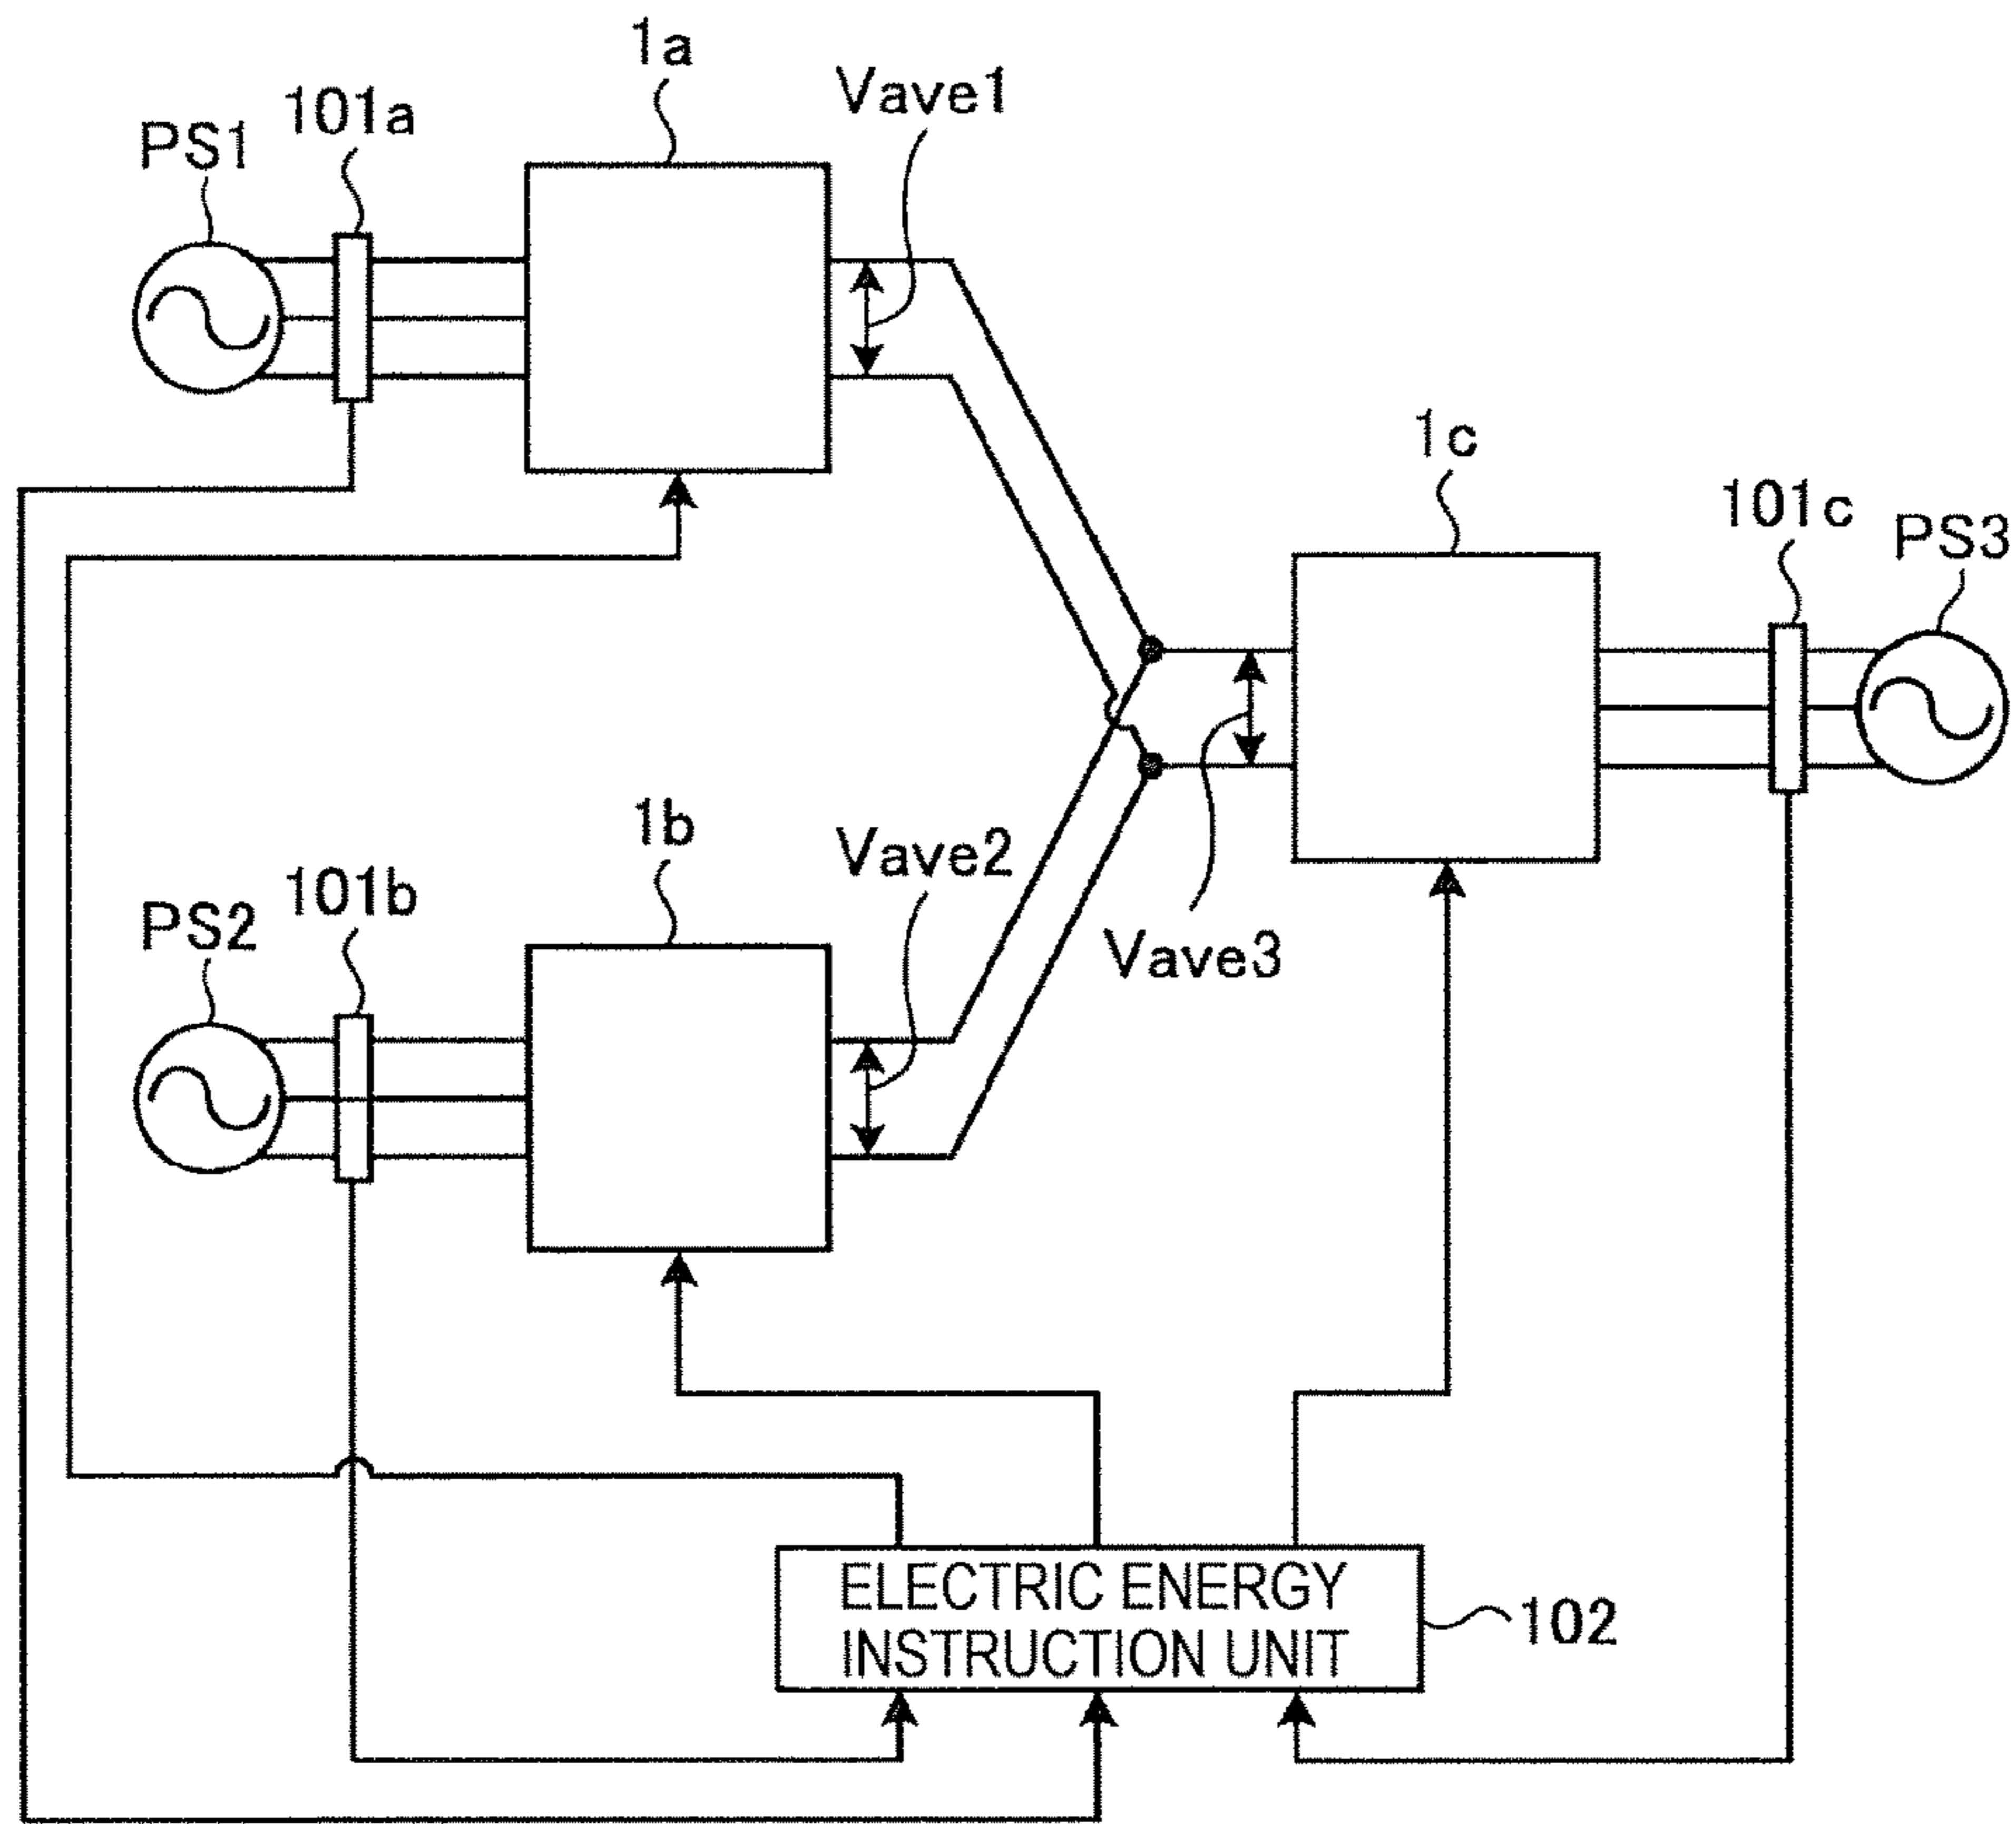 1a
Vave1
101a
PS1
1c
101c
PS3
1b
Vave2
101b
PS2
Vave3
ELECTRIC ENERGY
INSTRUCTION UNIT
102